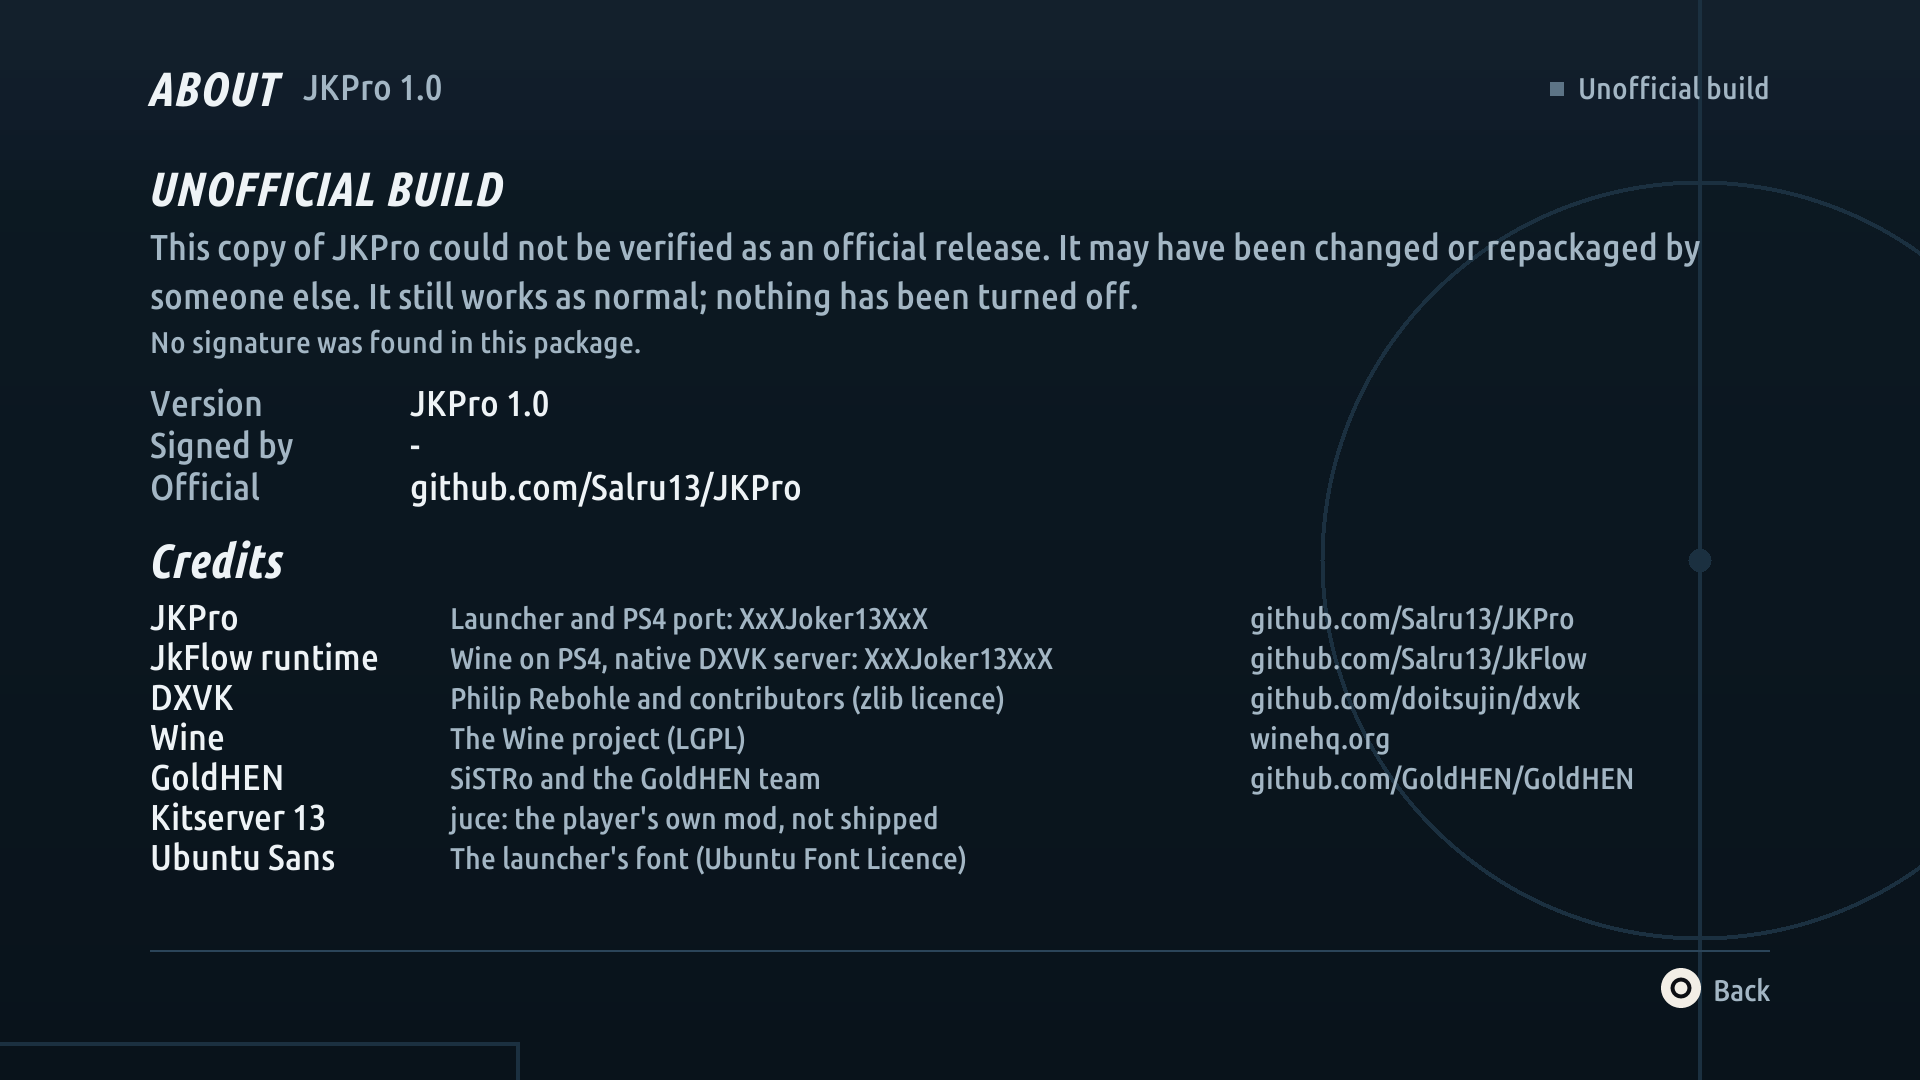 ABOUT JKPro 1.0
Unofficial build
UNOFFICIAL BUILD
This copy of JKPro could not be verified as an official release. It may have been changed or repackaged by
someone else. It still works as normal; nothing has been turned off.
No signature was found in this package.
Version JKPro 1.0
Signed by -
Official github.com/Salru13/JKPro
Credits
JKPro Launcher and PS4 port: XxXJoker13XxX github.com/Salru13/JKPro
JkFlow runtime Wine on PS4, native DXVK server: XxXJoker13XxX github.com/Salru13/JkFlow
DXVK Philip Rebohle and contributors (zlib licence) github.com/doitsujin/dxvk
Wine The Wine project (LGPL) winehq.org
GoldHEN SiSTRo and the GoldHEN team github.com/GoldHEN/GoldHEN
Kitserver 13 juce: the player's own mod, not shipped
Ubuntu Sans The launcher's font (Ubuntu Font Licence)
Back